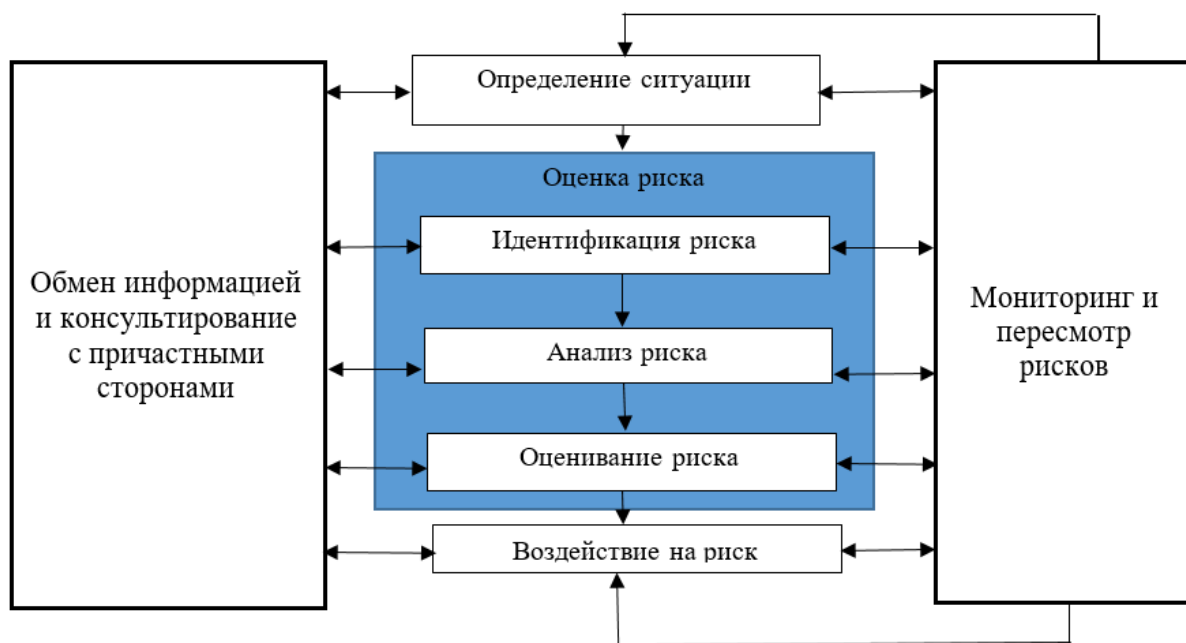 Определение ситуации
Оценка риска
Идентификация риска
Обмен информацией
и консультирование
с причастными
сторонами
Анализ риска
Мониторинг и
пересмотр
рисков
Оценивание риска
Воздействие на риск